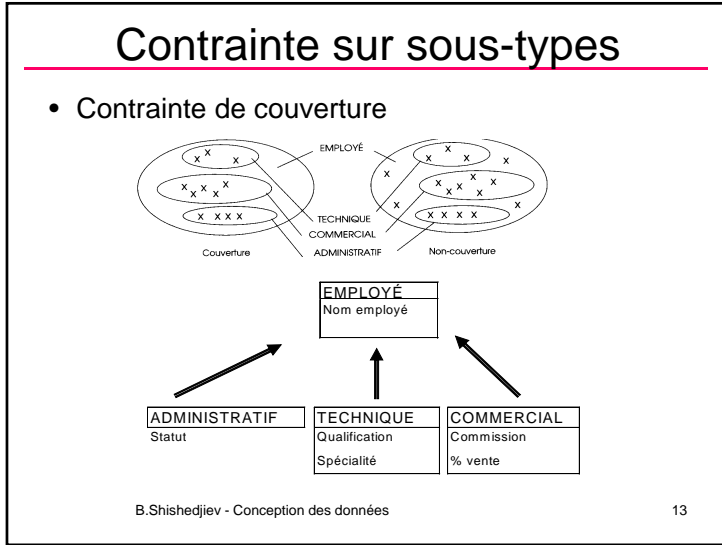 Contrainte sur sous-types
• Contrainte de couverture
EMPLOYÉ
x x x
x x x x x
x x x x
x x x
x x x x x x
x x x x
x x x x x
TECHNIQUE
COMMERCIAL
ADMINISTRATIF
Couverture
Non-couverture
EMPLOYÉ
Nom employé
ADMINISTRATIF
Statut
TECHNIQUE
Qualification
Spécialité
COMMERCIAL
Commission
% vente
B.Shishedjiev - Conception des données
13